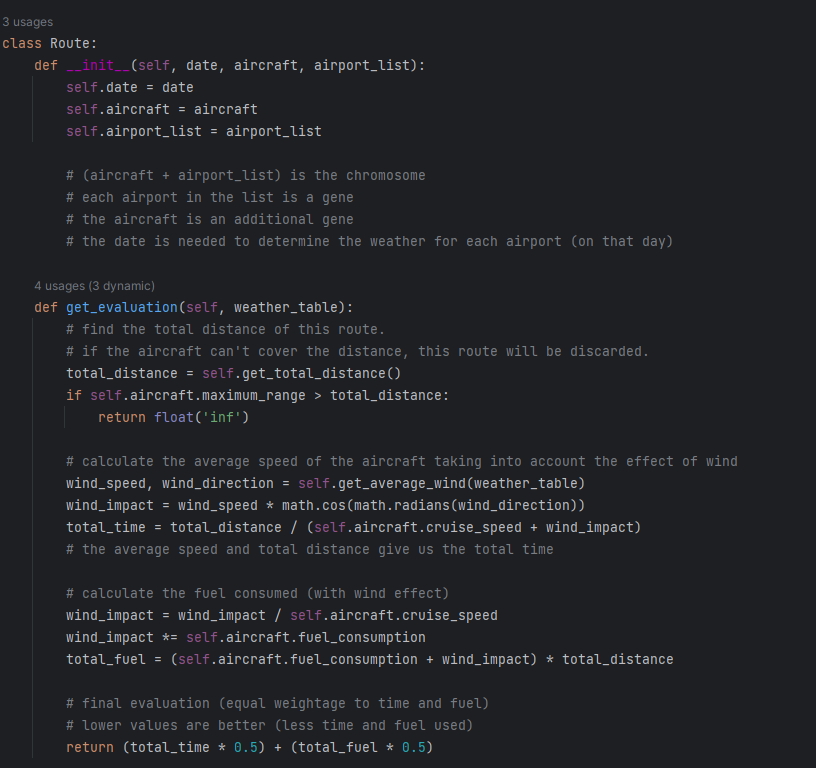 3 usages
class Route:
    def __init__(self, date, aircraft, airport_list):
        self.date = date
        self.aircraft = aircraft
        self.airport_list = airport_list

        # (aircraft + airport_list) is the chromosome
        # each airport in the list is a gene
        # the aircraft is an additional gene
        # the date is needed to determine the weather for each airport (on that day)

    4 usages (3 dynamic)
    def get_evaluation(self, weather_table):
        # find the total distance of this route.
        # if the aircraft can't cover the distance, this route will be discarded.
        total_distance = self.get_total_distance()
        if self.aircraft.maximum_range > total_distance:
            return float('inf')

        # calculate the average speed of the aircraft taking into account the effect of wind
        wind_speed, wind_direction = self.get_average_wind(weather_table)
        wind_impact = wind_speed * math.cos(math.radians(wind_direction))
        total_time = total_distance / (self.aircraft.cruise_speed + wind_impact)
        # the average speed and total distance give us the total time

        # calculate the fuel consumed (with wind effect)
        wind_impact = wind_impact / self.aircraft.cruise_speed
        wind_impact *= self.aircraft.fuel_consumption
        total_fuel = (self.aircraft.fuel_consumption + wind_impact) * total_distance

        # final evaluation (equal weightage to time and fuel)
        # lower values are better (less time and fuel used)
        return (total_time * 0.5) + (total_fuel * 0.5)